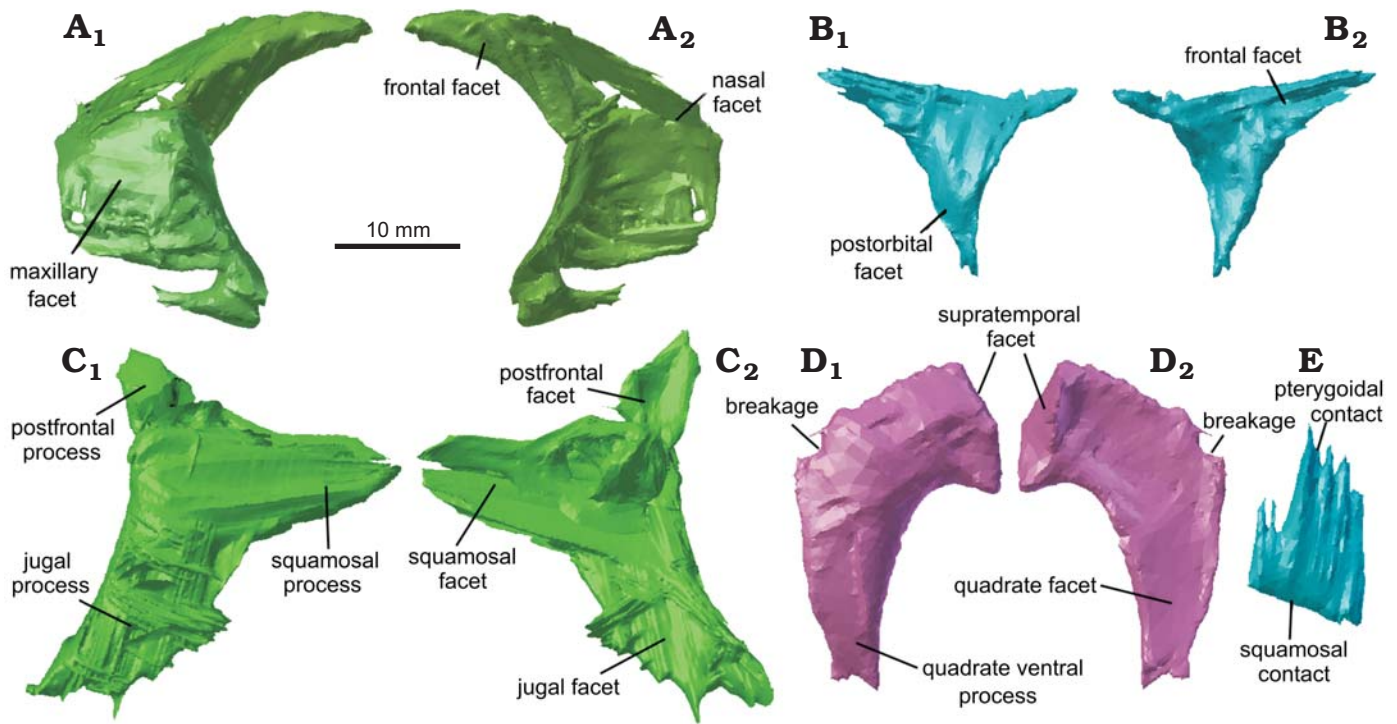 A1
A2
B1
B2
frontal facet
nasal
facet
frontal facet
10 mm
maxillary
facet
postorbital
facet
C1
C2
D1
D2
E
postfrontal
process
postfrontal
facet
supratemporal
facet
breakage
breakage
pterygoidal
contact
jugal
process
squamosal
process
squamosal
facet
jugal facet
quadrate facet
quadrate ventral
process
squamosal
contact